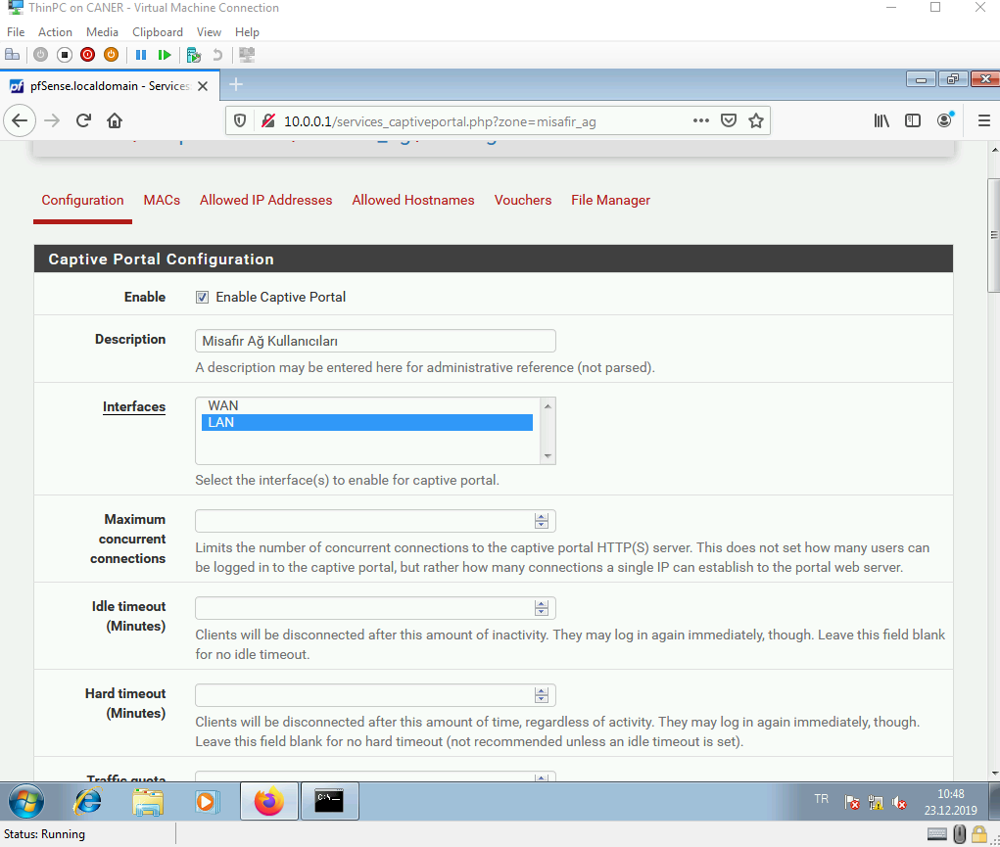 ThinPC on CANER - Virtual Machine Connection
File Action Media Clipboard View Help
pfSense.localdomain - Services:
10.0.0.1/services_captiveportal.php?zone=misafir_ag
Configuration MACs Allowed IP Addresses Allowed Hostnames Vouchers File Manager
Captive Portal Configuration
Enable Enable Captive Portal
Description Misafir Ağ Kullanıcıları
A description may be entered here for administrative reference (not parsed).
Interfaces WAN
LAN
Select the interface(s) to enable for captive portal.
Maximum
concurrent
connections
Limits the number of concurrent connections to the captive portal HTTP(S) server. This does not set how many users can
be logged in to the captive portal, but rather how many connections a single IP can establish to the portal web server.
Idle timeout
(Minutes)
Clients will be disconnected after this amount of inactivity. They may log in again immediately, though. Leave this field blank
for no idle timeout.
Hard timeout
(Minutes)
Clients will be disconnected after this amount of time, regardless of activity. They may log in again immediately, though.
Leave this field blank for no hard timeout (not recommended unless an idle timeout is set).
Traffic quota
TR
10:48
23.12.2019
Status: Running